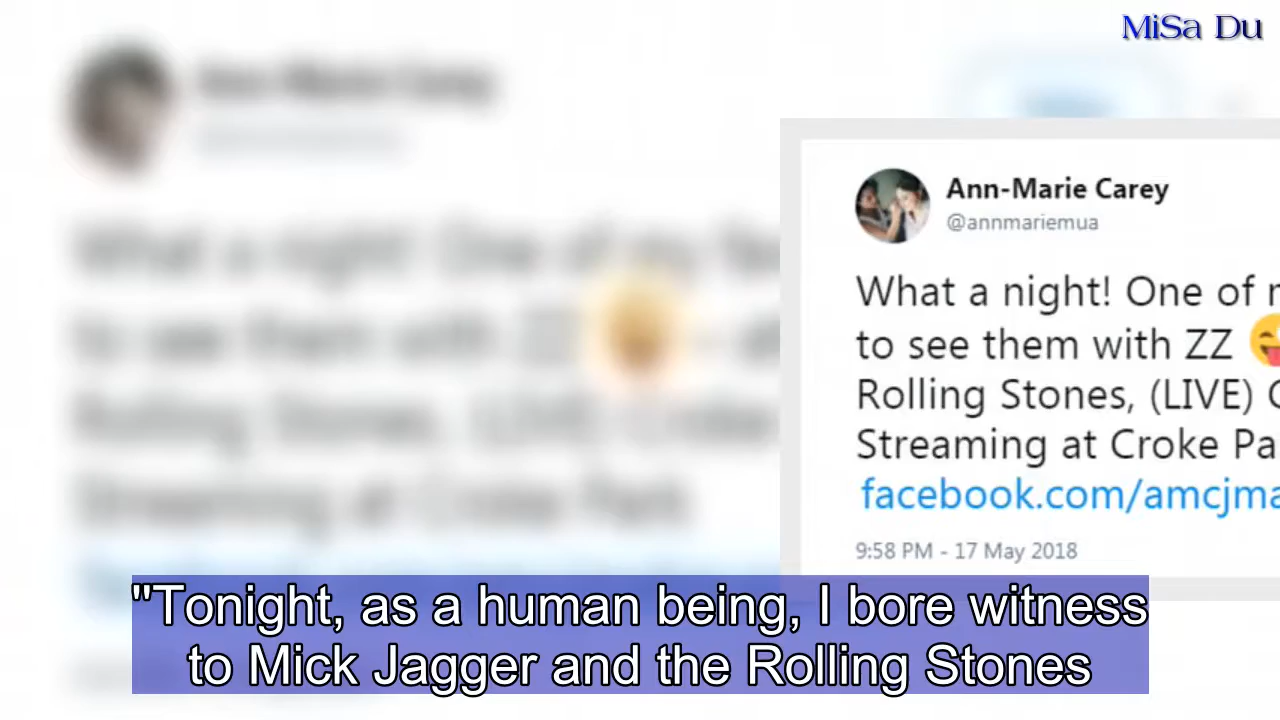 MiSa Du
Ann-Marie Carey
@annmariemua
What a night! One of
to see them with ZZ 😜
Rolling Stones, (LIVE)
Streaming at Croke
facebook.com/amcjma
9:58 PM - 17 May 2018
"Tonight, as a human being, I bore witness
to Mick Jagger and the Rolling Stones